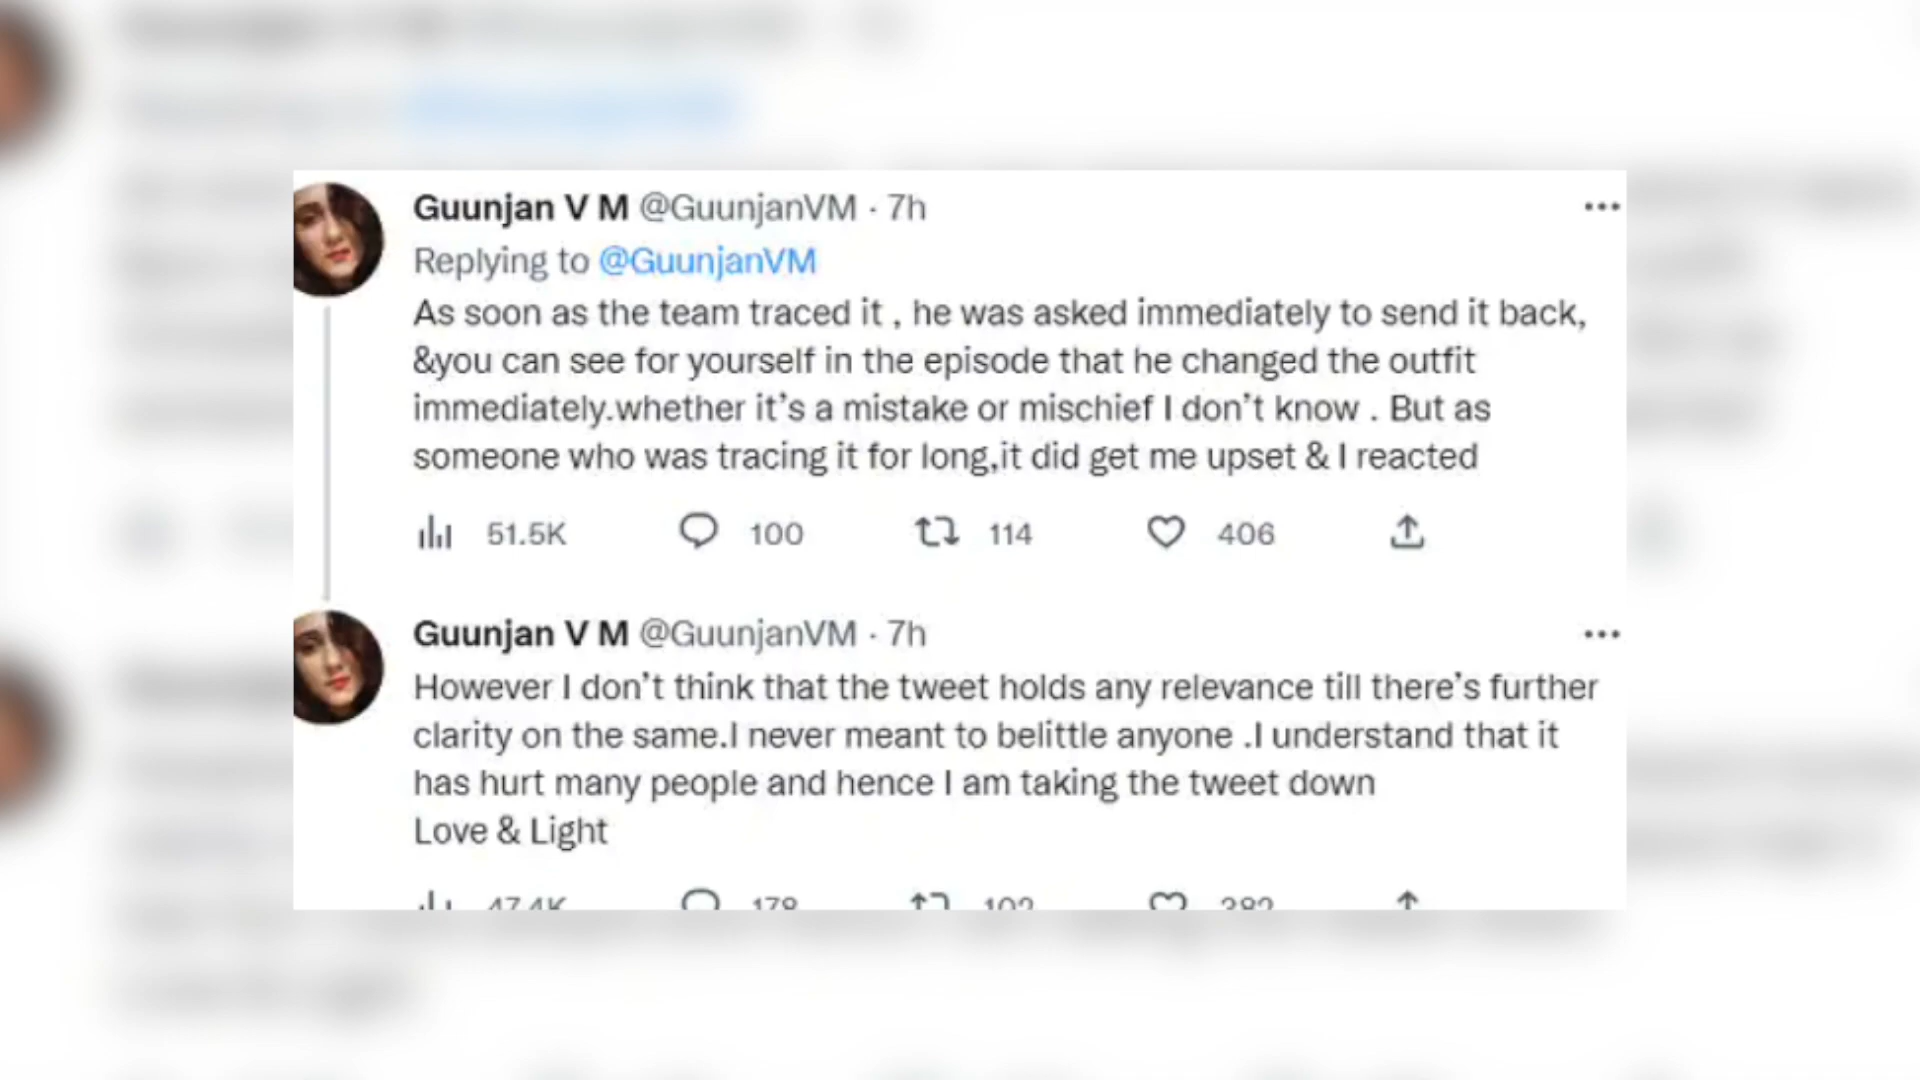 Guunjan V M @GuunjanVM · 7h
Replying to @GuunjanVM
As soon as the team traced it , he was asked immediately to send it back,
&you can see for yourself in the episode that he changed the outfit
immediately.whether it's a mistake or mischief I don't know . But as
someone who was tracing it for long,it did get me upset & I reacted
51.5K 100 114 406
Guunjan V M @GuunjanVM · 7h
However I don't think that the tweet holds any relevance till there's further
clarity on the same.I never meant to belittle anyone .I understand that it
has hurt many people and hence I am taking the tweet down
Love & Light